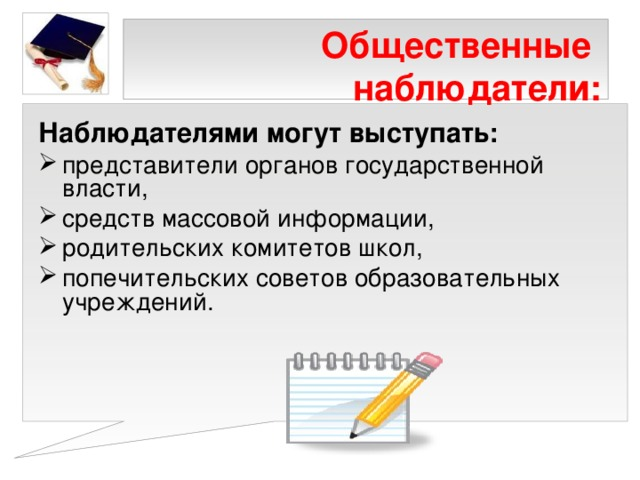 Общественные
наблюдатели:
Наблюдателями могут выступать:
представители органов государственной
власти,
средств массовой информации,
родительских комитетов школ,
попечительских советов образовательных
учреждений.